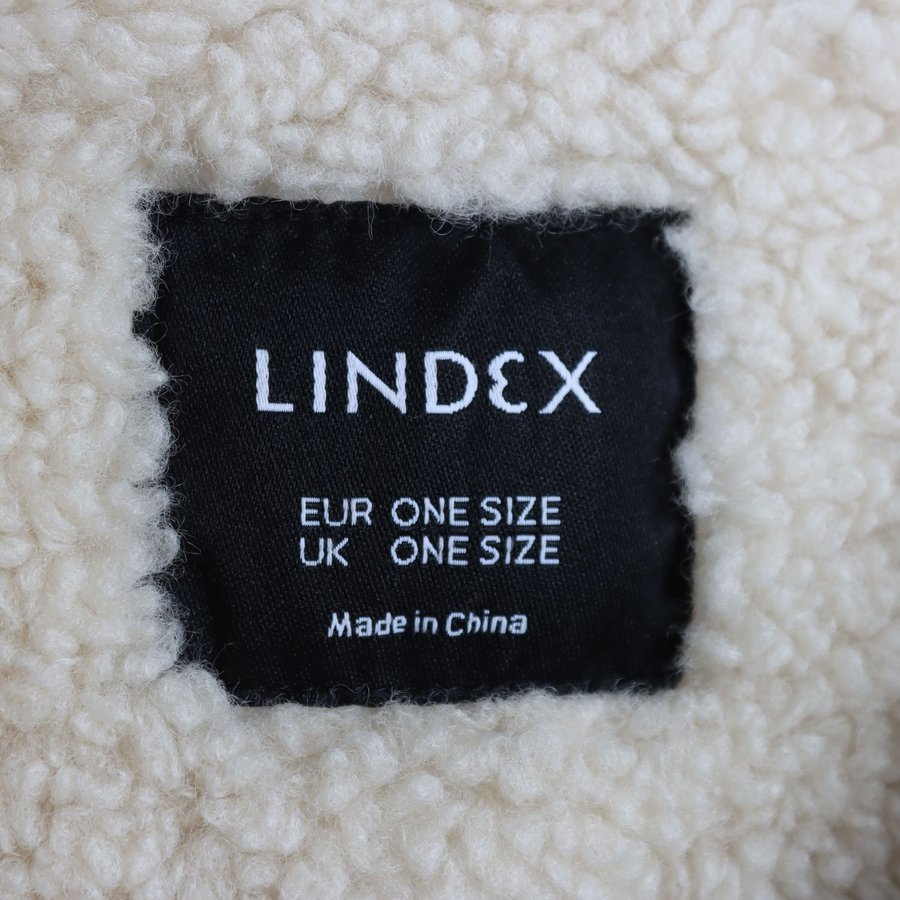 LINDEX
EUR ONE SIZE
UK ONE SIZE
Made in China